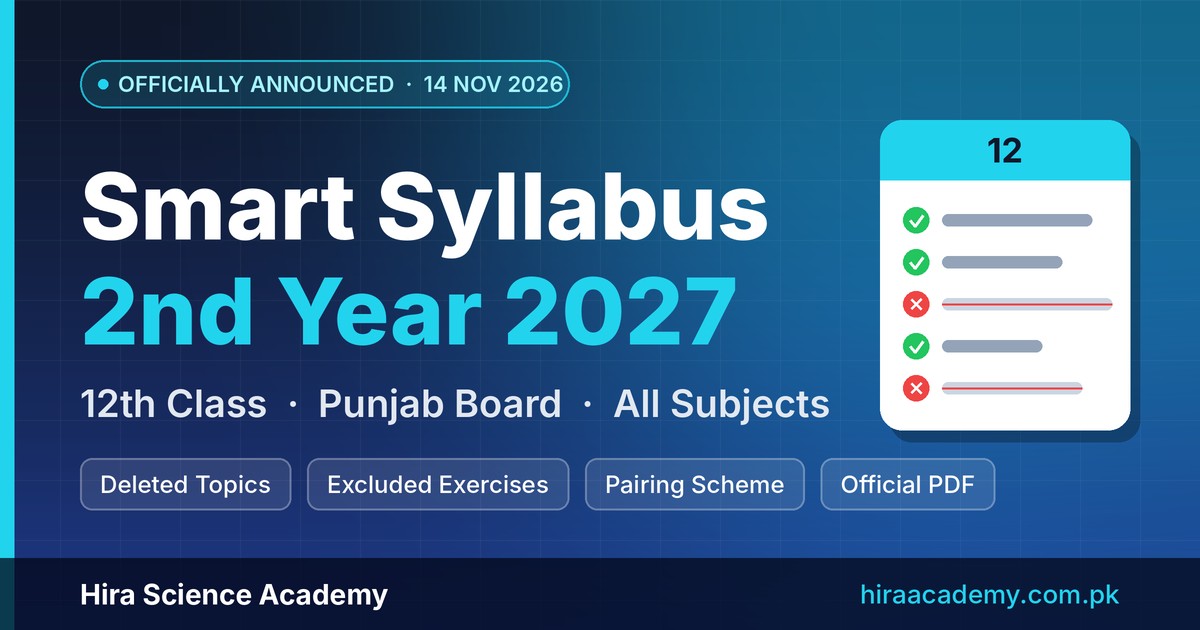 OFFICIALLY ANNOUNCED · 14 NOV 2026
12
Smart Syllabus
2nd Year 2027
12th Class · Punjab Board · All Subjects
Deleted Topics
Excluded Exercises
Pairing Scheme
Official PDF
Hira Science Academy
hiraacademy.com.pk